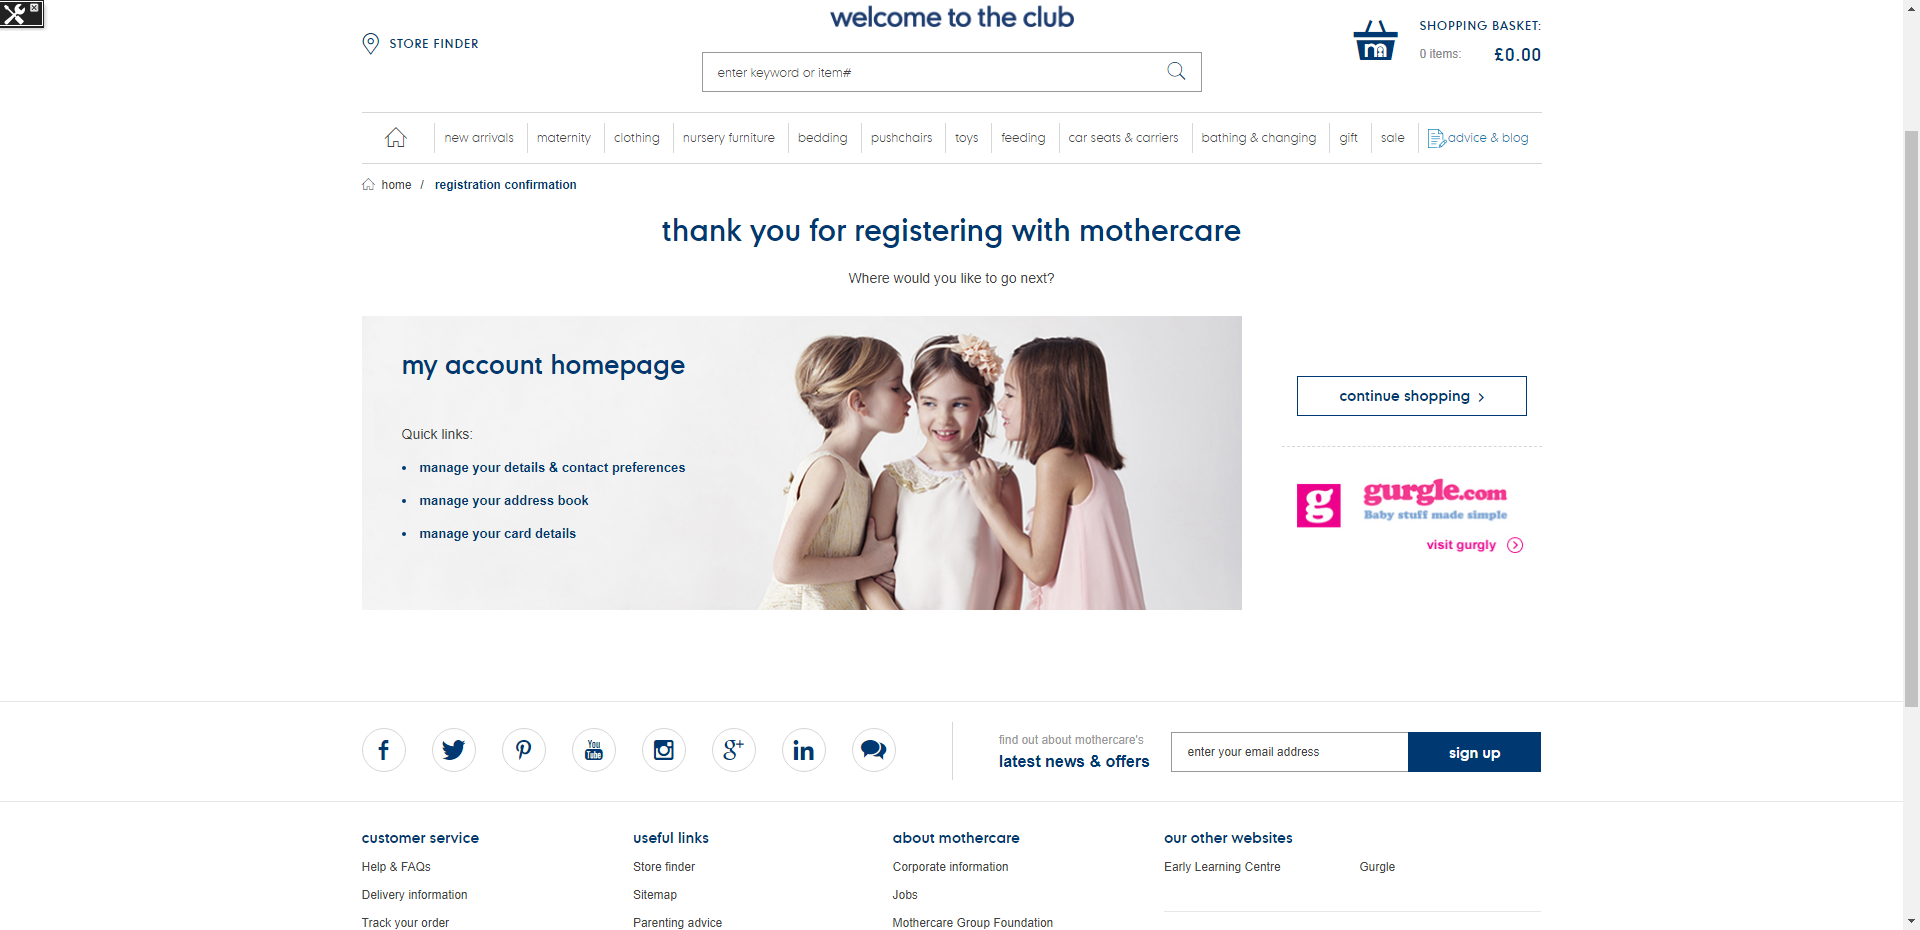 welcome to the club
STORE FINDER
enter keyword or item#
SHOPPING BASKET:
0 items: £0.00
new arrivals maternity clothing nursery furniture bedding pushchairs toys feeding car seats & carriers bathing & changing gift sale advice & blog
home / registration confirmation
thank you for registering with mothercare
Where would you like to go next?
my account homepage
Quick links:
• manage your details & contact preferences
• manage your address book
• manage your card details
continue shopping >
g gurgle.com
Baby stuff made simple
visit gurgly
find out about mothercare's
latest news & offers
enter your email address
sign up
customer service
Help & FAQs
Delivery information
Track your order
useful links
Store finder
Sitemap
Parenting advice
about mothercare
Corporate information
Jobs
Mothercare Group Foundation
our other websites
Early Learning Centre Gurgle